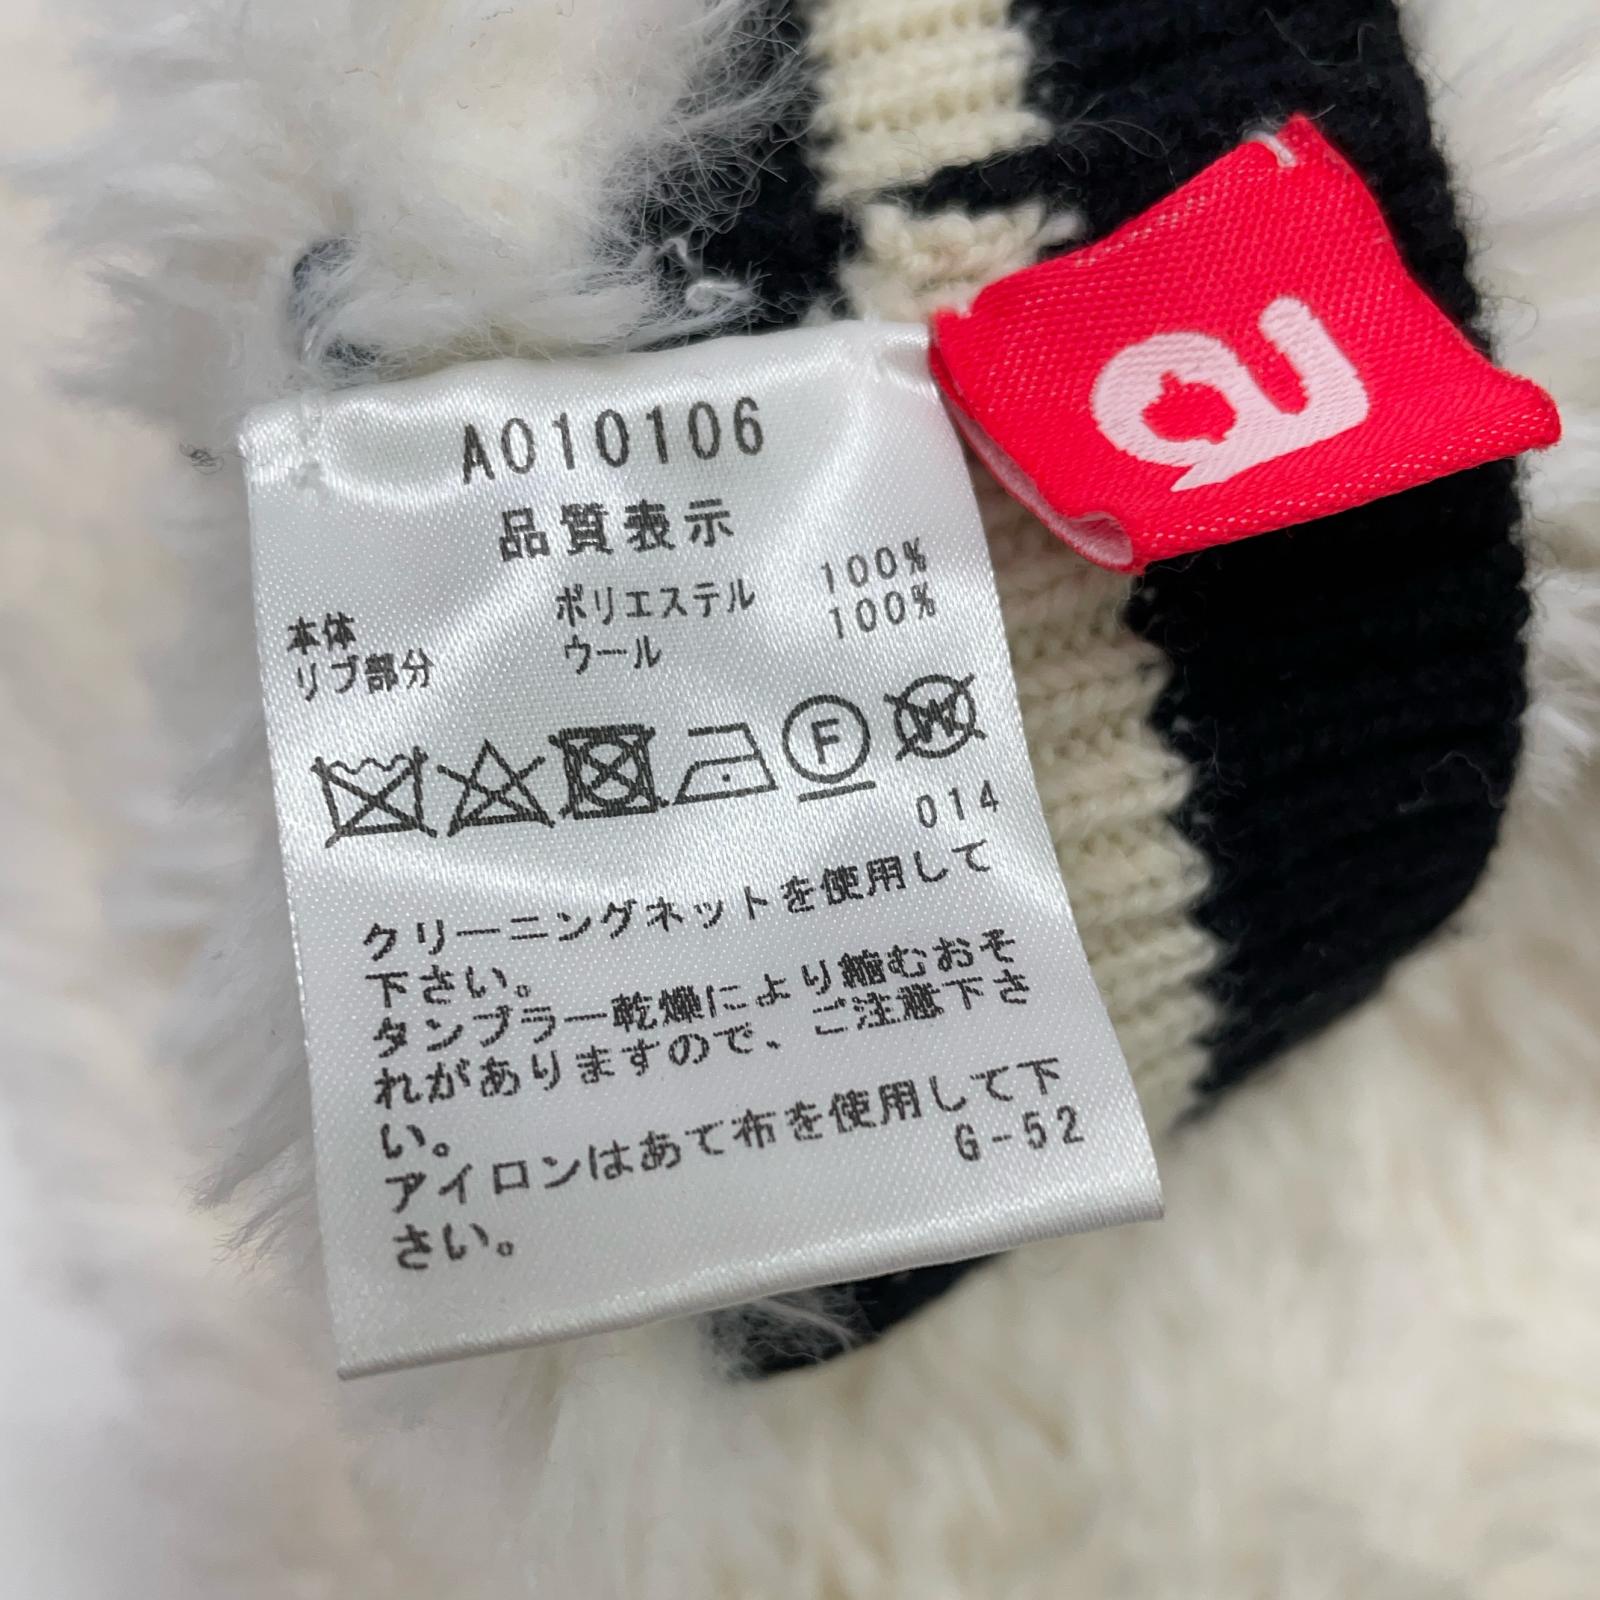 A010106
品質表示
本体 ポリエステル 100%
リブ部分 ウール 100%
F W
014
クリーニングネットを使用して
下さい。
タンブラー乾燥により縮むおそ
れがありますので、ご注意下さ
い。
アイロンはあて布を使用して下
さい。
G-52